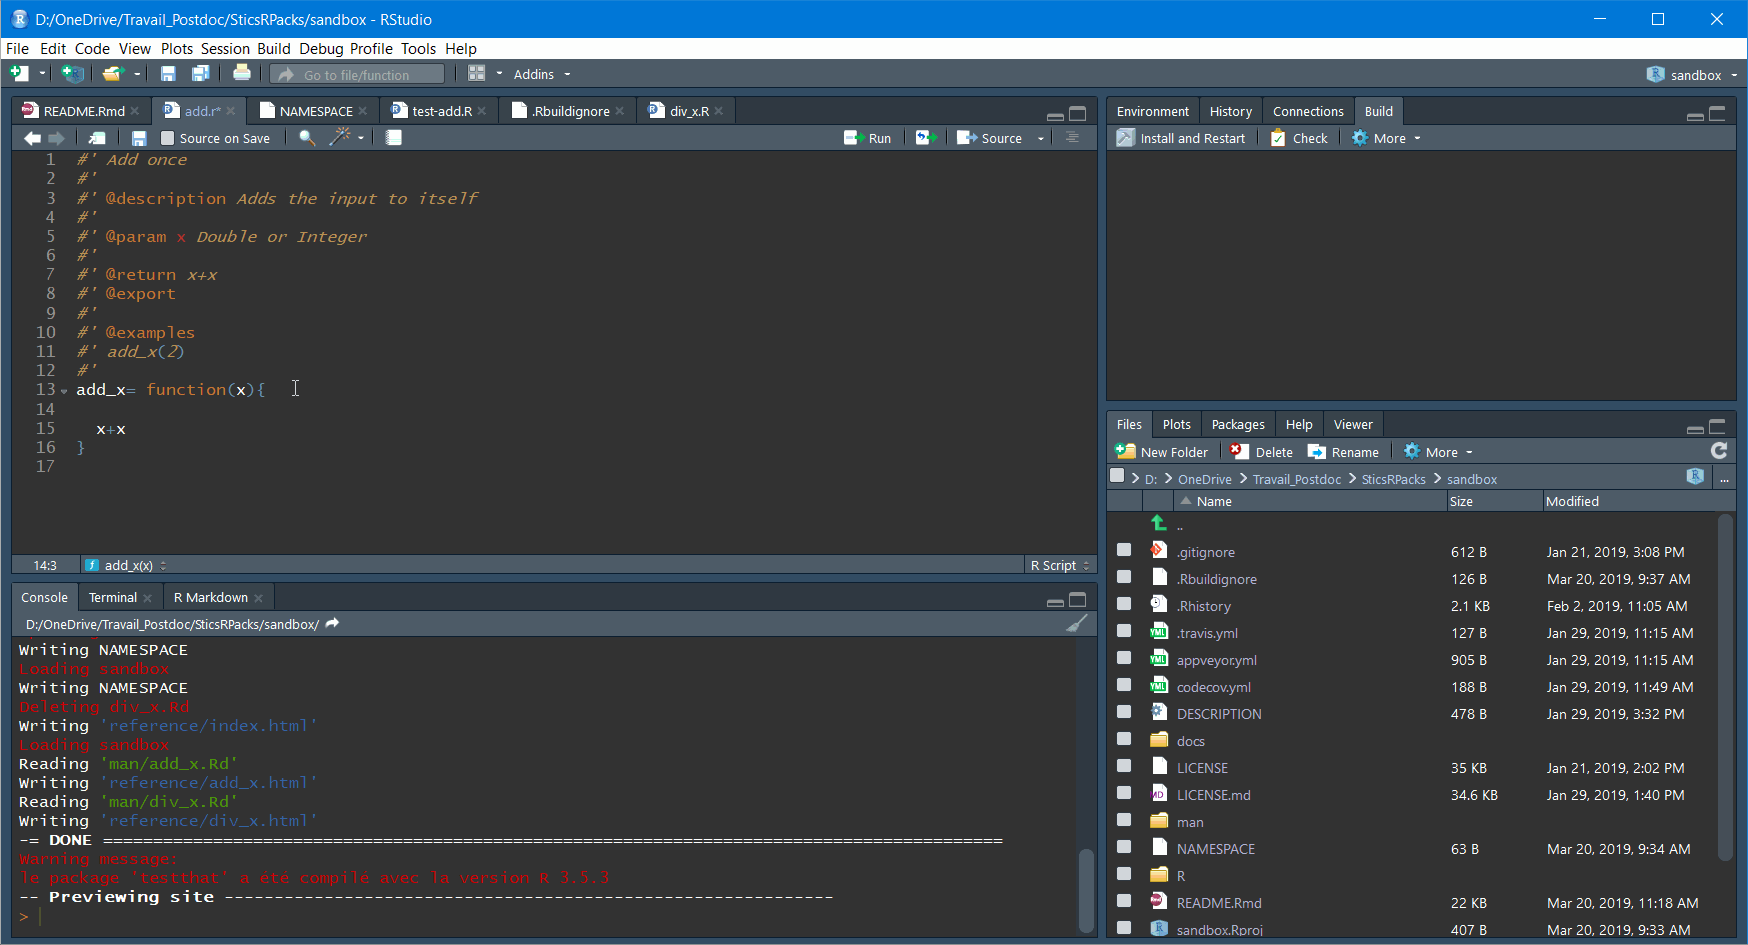 D:/OneDrive/Travail_Postdoc/SticsRPacks/sandbox - RStudio
File Edit Code View Plots Session Build Debug Profile Tools Help
Go to file/function Addins sandbox
README.Rmd add.r* NAMESPACE test-add.R .Rbuildignore div_x.R
Source on Save Run Source
1 #' Add once
2 #'
3 #' @description Adds the input to itself
4 #'
5 #' @param x Double or Integer
6 #'
7 #' @return x+x
8 #' @export
9 #'
10 #' @examples
11 #' add_x(2)
12 #'
13 add_x= function(x){
14
15 x+x
16 }
17
14:3 add_x(x) R Script
Console Terminal R Markdown
D:/OneDrive/Travail_Postdoc/SticsRPacks/sandbox/
Writing NAMESPACE
Loading sandbox
Writing NAMESPACE
Deleting div_x.Rd
Writing 'reference/index.html'
Loading sandbox
Reading 'man/add_x.Rd'
Writing 'reference/add_x.html'
Reading 'man/div_x.Rd'
Writing 'reference/div_x.html'
-= DONE ==========================================================================================
Warning message:
le package 'testthat' a été compilé avec la version R 3.5.3
-- Previewing site -------------------------------------------------------------
>
Environment History Connections Build
Install and Restart Check More
Files Plots Packages Help Viewer
New Folder Delete Rename More
D: > OneDrive > Travail_Postdoc > SticsRPacks > sandbox ...
Name Size Modified
..
.gitignore 612 B Jan 21, 2019, 3:08 PM
.Rbuildignore 126 B Mar 20, 2019, 9:37 AM
.Rhistory 2.1 KB Feb 2, 2019, 11:05 AM
.travis.yml 127 B Jan 29, 2019, 11:15 AM
appveyor.yml 905 B Jan 29, 2019, 11:15 AM
codecov.yml 188 B Jan 29, 2019, 11:49 AM
DESCRIPTION 478 B Jan 29, 2019, 3:32 PM
docs
LICENSE 35 KB Jan 21, 2019, 2:02 PM
LICENSE.md 34.6 KB Jan 29, 2019, 1:40 PM
man
NAMESPACE 63 B Mar 20, 2019, 9:34 AM
R
README.Rmd 22 KB Mar 20, 2019, 11:18 AM
sandbox.Rproj 407 B Mar 20, 2019, 9:33 AM